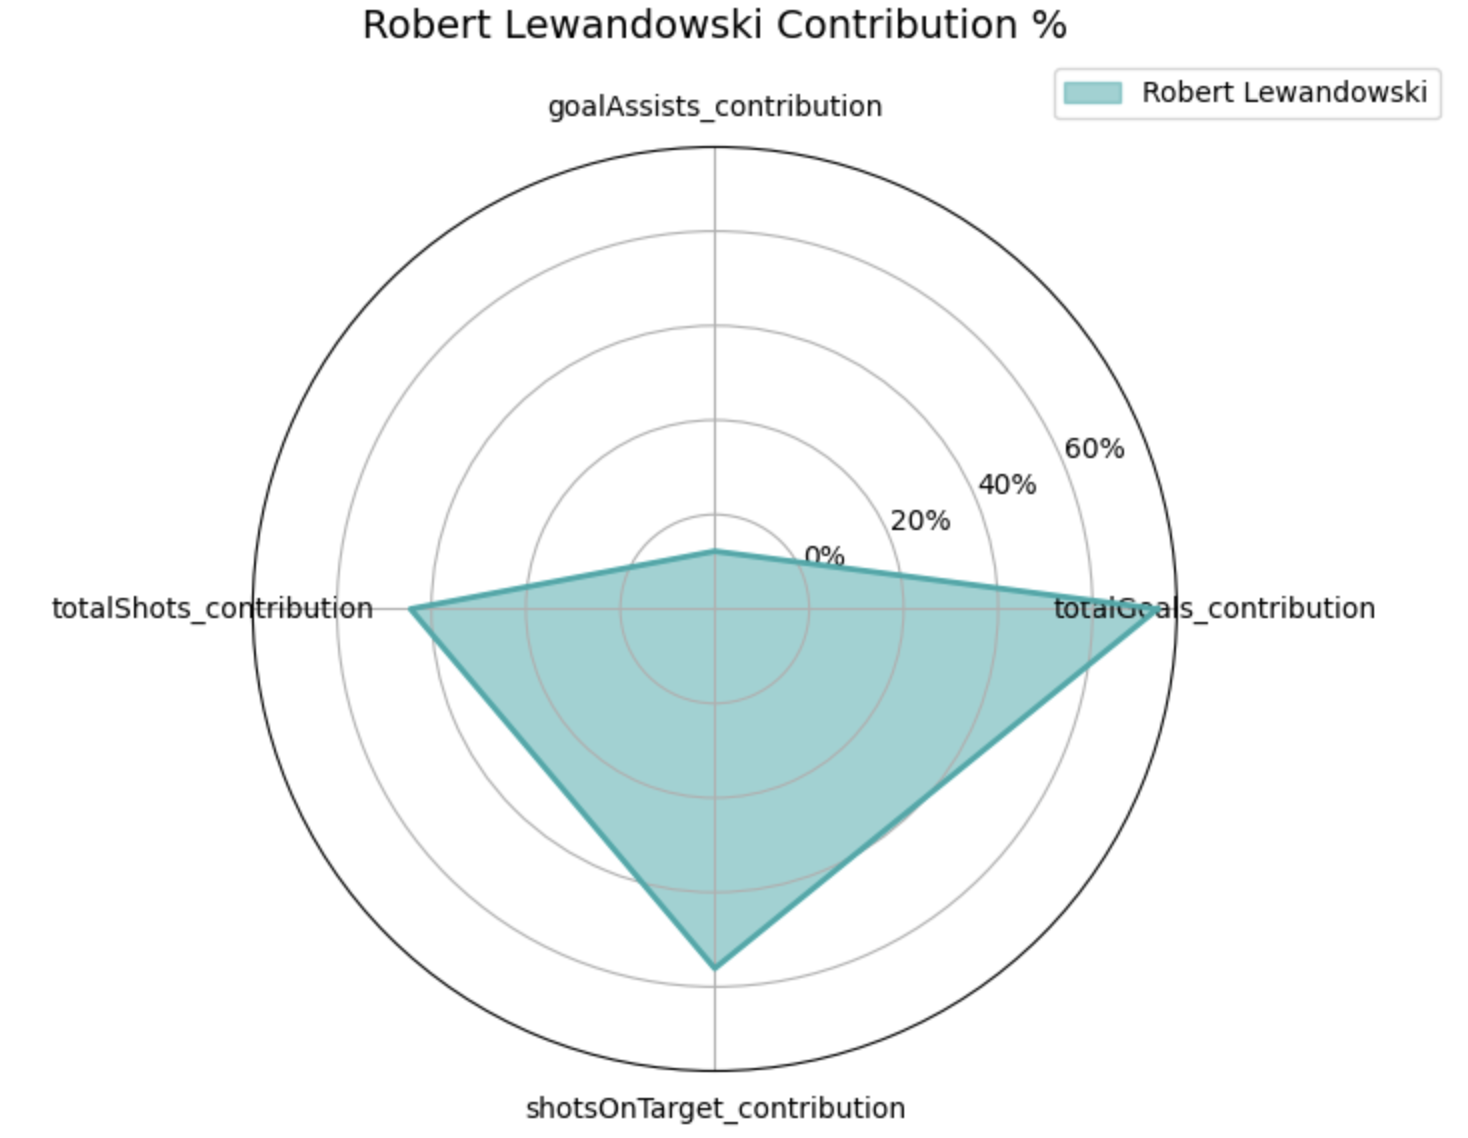 Robert Lewandowski Contribution %
Robert Lewandowski
goalAssists_contribution
60%
40%
20%
0%
totalShots_contribution
totalGoals_contribution
shotsOnTarget_contribution